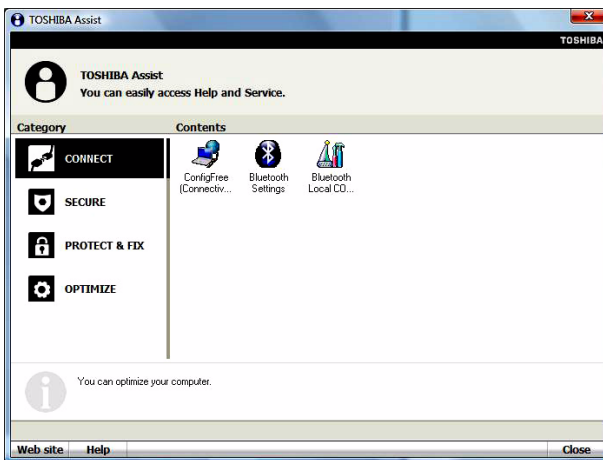 TOSHIBA Assist
TOSHIBA
TOSHIBA Assist
You can easily access Help and Service.
Category
Contents
CONNECT
SECURE
PROTECT & FIX
OPTIMIZE
ConfigFree
(Connectiv...
Bluetooth
Settings
Bluetooth
Local CO...
You can optimize your computer.
Web site
Help
Close